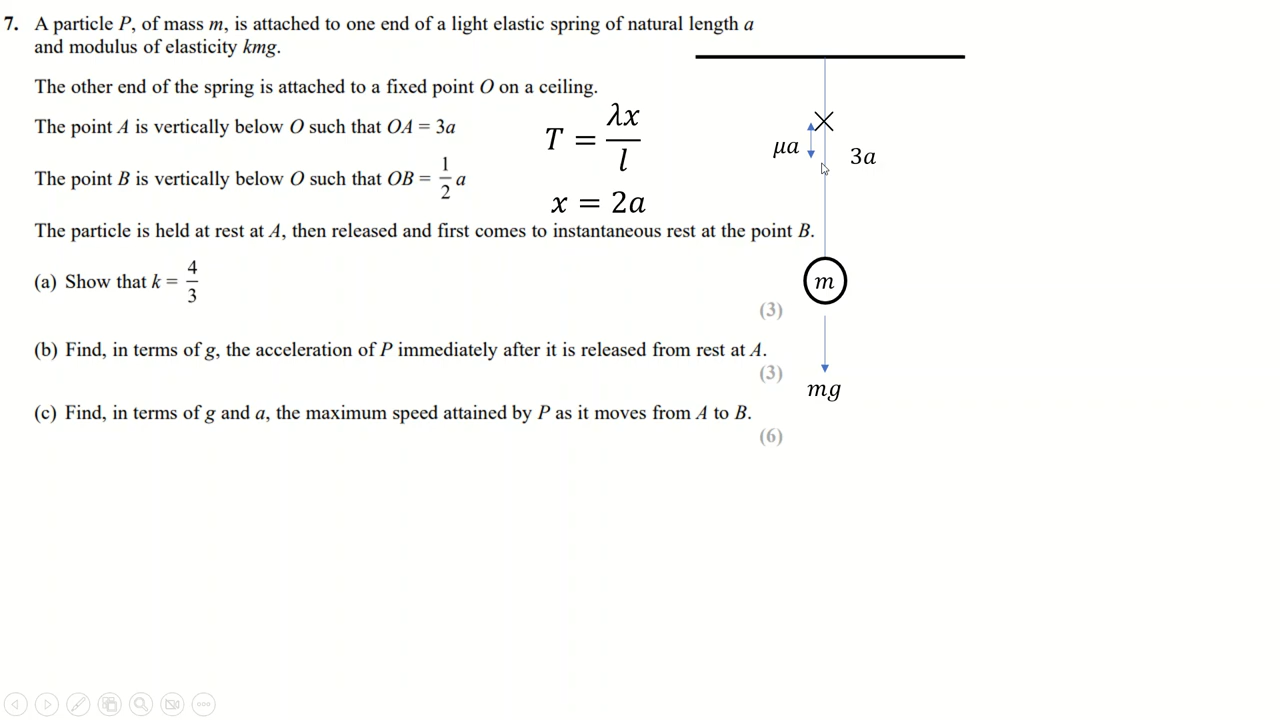 7. A particle P, of mass m, is attached to one end of a light elastic spring of natural length a
and modulus of elasticity kmg.
The other end of the spring is attached to a fixed point O on a ceiling.
The point A is vertically below O such that OA = 3a
T = λx/l
μa
3a
The point B is vertically below O such that OB = 1/2 a
x = 2a
The particle is held at rest at A, then released and first comes to instantaneous rest at the point B.
(a) Show that k = 4/3
m
(3)
(b) Find, in terms of g, the acceleration of P immediately after it is released from rest at A.
(3)
mg
(c) Find, in terms of g and a, the maximum speed attained by P as it moves from A to B.
(6)